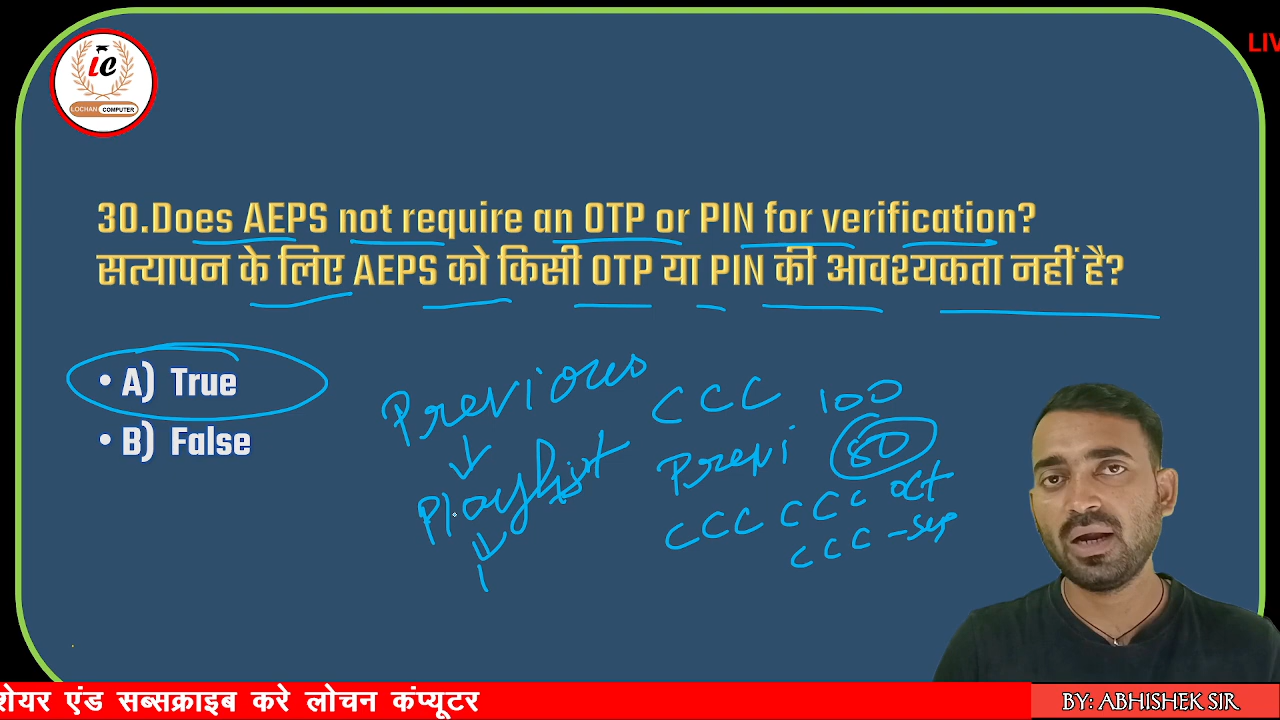 LIV
LC
LOCHAN COMPUTER
30.Does AEPS not require an OTP or PIN for verification?
सत्यापन के लिए AEPS को किसी OTP या PIN की आवश्यकता नहीं है?
• A) True
• B) False
Previous
Playlist
CCC 100
Previ 80
CCC CCC oct
CCC - Sep
शेयर एंड सब्सक्राइब करे लोचन कंप्यूटर
BY: ABHISHEK SIR